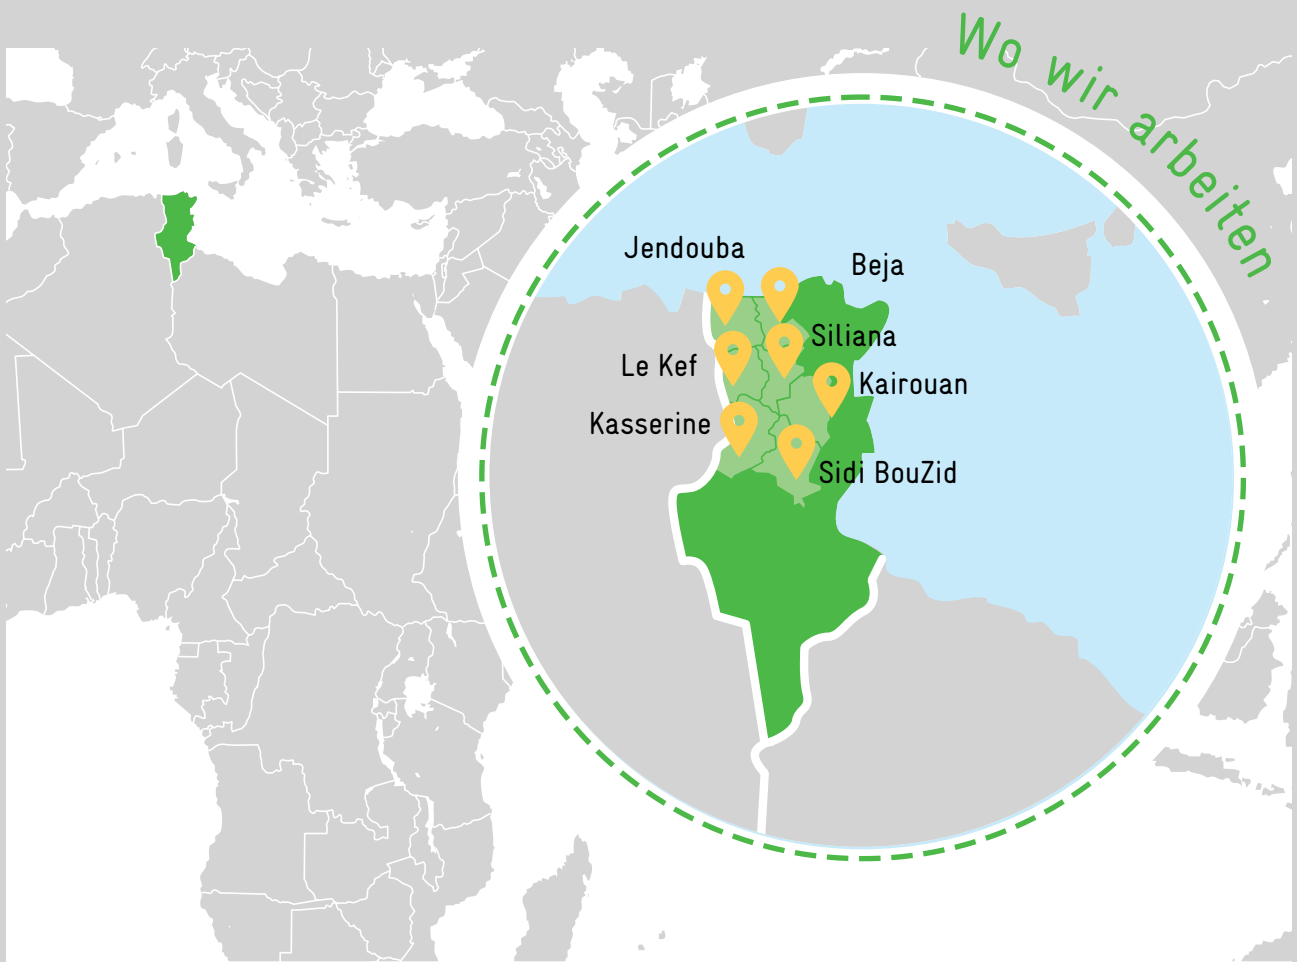 Wo wir arbeiten
Jendouba
Beja
Siliana
Le Kef
Kairouan
Kasserine
Sidi BouZid